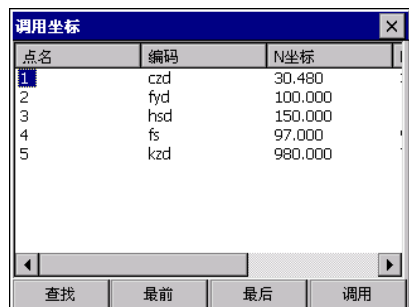 调用坐标
点名 编码 N坐标
1 czd 30.480
2 fyd 100.000
3 hsd 150.000
4 fs 97.000
5 kzd 980.000
查找 最前 最后 调用